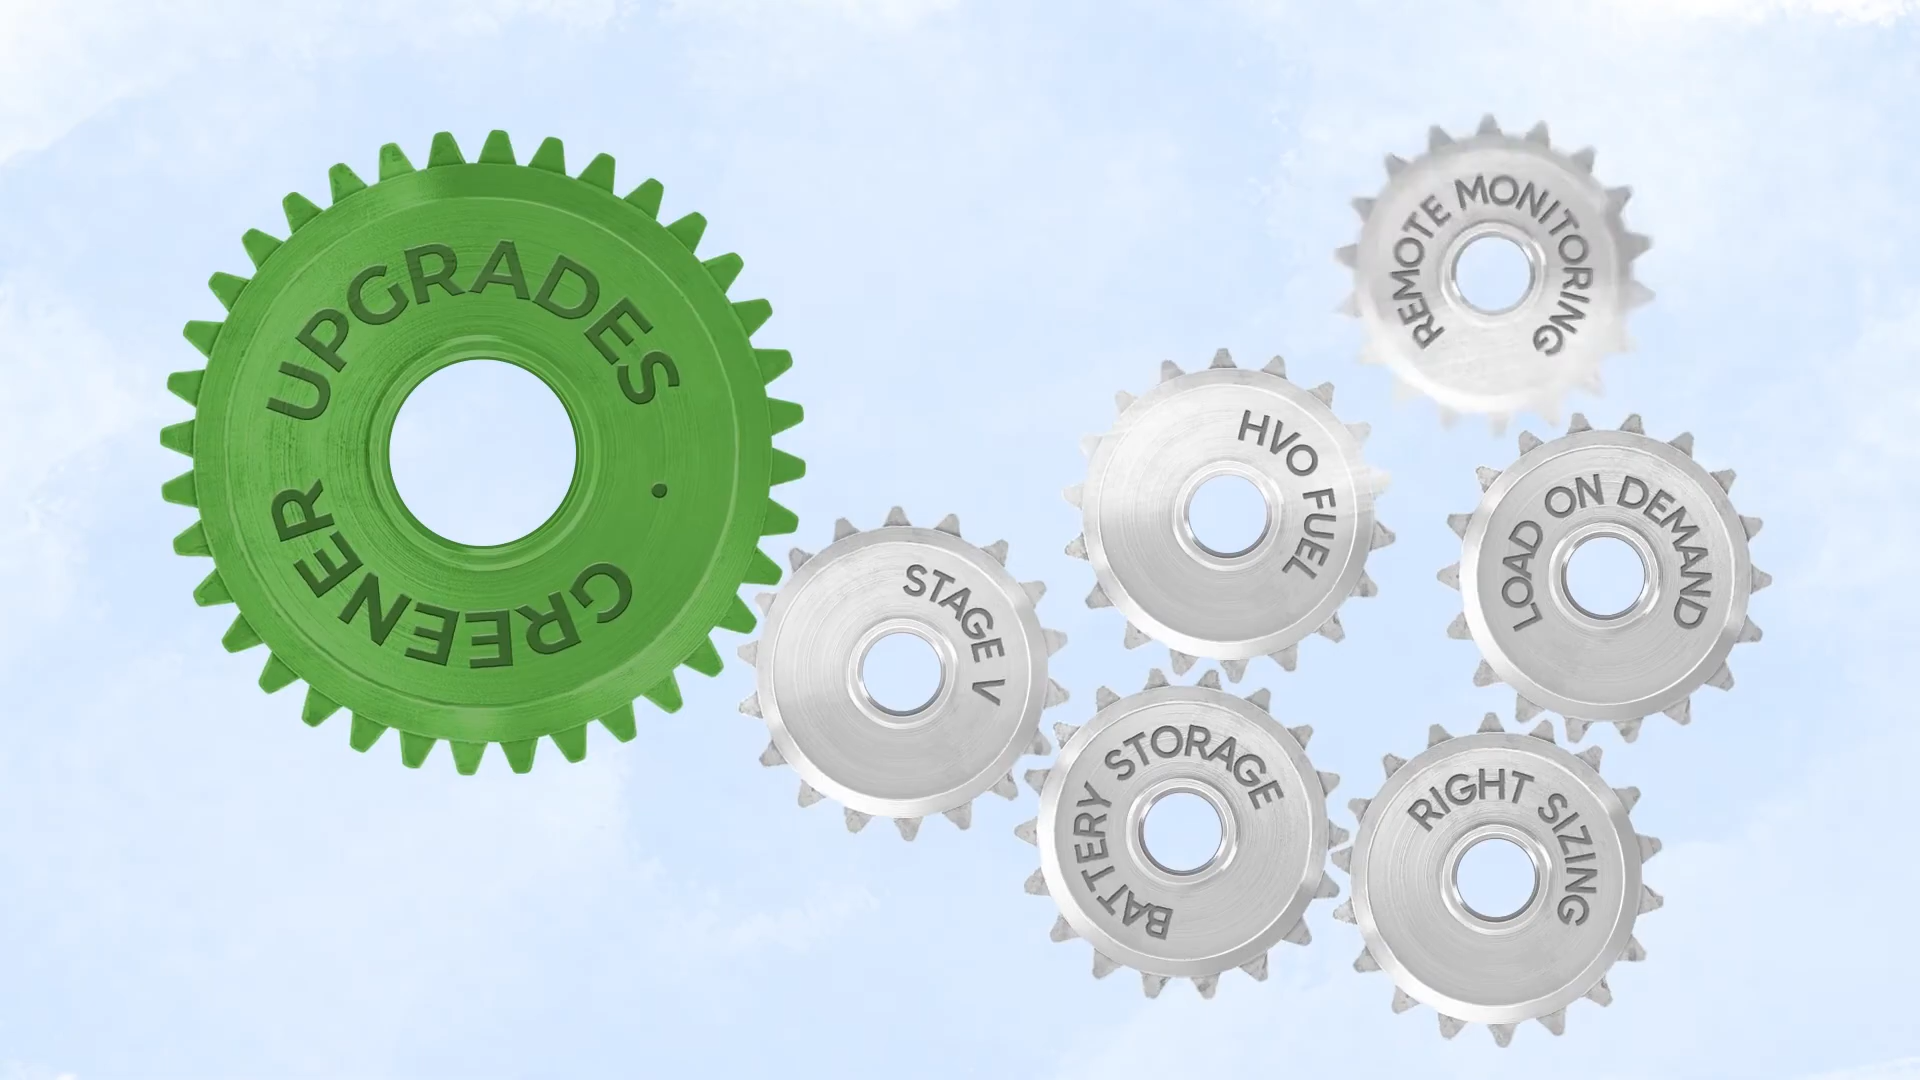 GREENER UPGRADES •
STAGE V
HVO FUEL
BATTERY STORAGE
REMOTE MONITORING
LOAD ON DEMAND
RIGHT SIZING